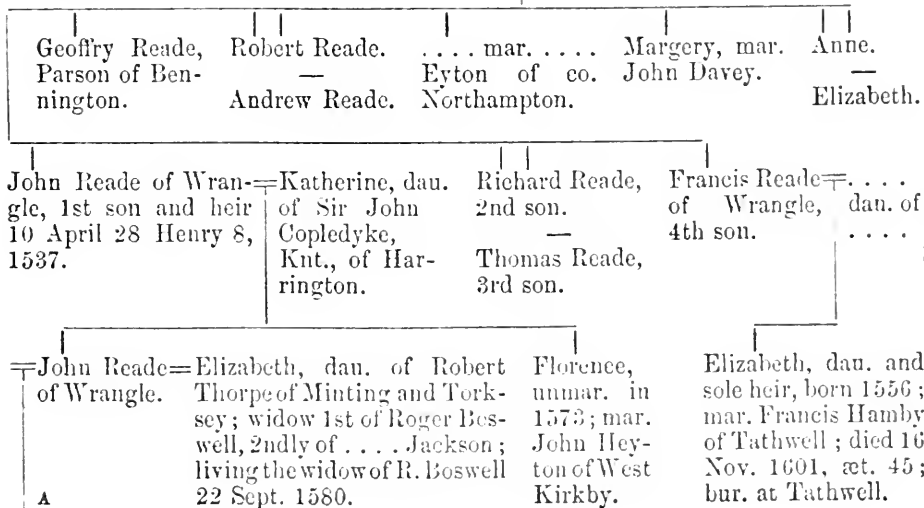 Geoffry Reade,
Parson of Ben-
nington.
Robert Reade.
—
Andrew Reade.
. . . . mar. . . . .
Eyton of co.
Northampton.
Margery, mar.
John Davey.
Anne.
—
Elizabeth.
John Reade of Wran-
gle, 1st son and heir
10 April 28 Henry 8,
1537.
=Katherine, dau.
of Sir John
Copledyke,
Knt., of Har-
rington.
Richard Reade,
2nd son.
—
Thomas Reade,
3rd son.
Francis Reade
of Wrangle,
4th son.
=. . . .
dau. of
. . . .
=John Reade=
of Wrangle.
A
Elizabeth, dau. of Robert
Thorpe of Minting and Tork-
sey; widow 1st of Roger Bes-
well, 2ndly of . . . . Jackson;
living the widow of R. Boswell
22 Sept. 1580.
Florence,
unmar. in
1573; mar.
John Hey-
ton of West
Kirkby.
Elizabeth, dau. and
sole heir, born 1556;
mar. Francis Hamby
of Tathwell; died 16
Nov. 1601, æt. 45;
bur. at Tathwell.